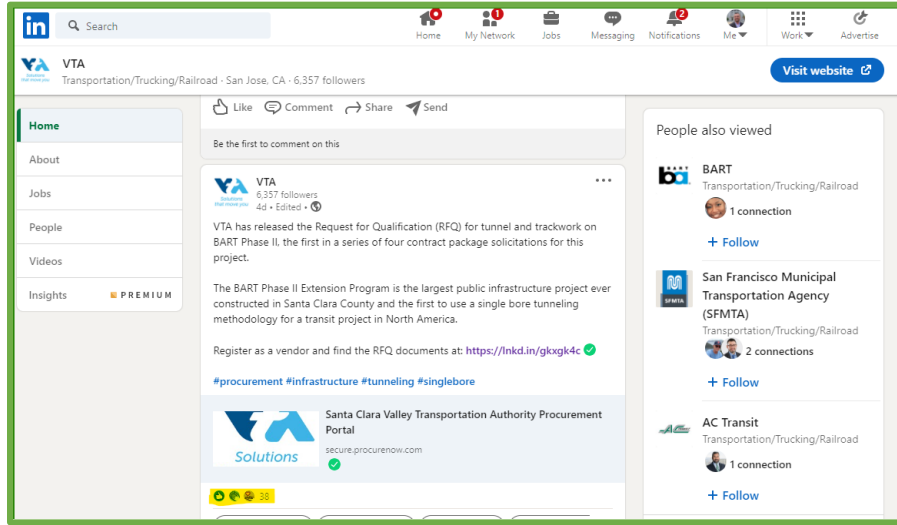 in Search
Home My Network Jobs Messaging Notifications Me Work Advertise
2
VTA
Transportation/Trucking/Railroad · San Jose, CA · 6,357 followers
Visit website
Home
About
Jobs
People
Videos
Insights PREMIUM
Like Comment Share Send
Be the first to comment on this
VTA
6,357 followers
4d • Edited •
VTA has released the Request for Qualification (RFQ) for tunnel and trackwork on
BART Phase II, the first in a series of four contract package solicitations for this
project.
The BART Phase II Extension Program is the largest public infrastructure project ever
constructed in Santa Clara County and the first to use a single bore tunneling
methodology for a transit project in North America.
Register as a vendor and find the RFQ documents at: https://lnkd.in/gkxgk4c
#procurement #infrastructure #tunneling #singlebore
Solutions
Santa Clara Valley Transportation Authority Procurement
Portal
secure.procurenow.com
38
People also viewed
BART
ba
BART
Transportation/Trucking/Railroad
1 connection
+ Follow
SFMTA
San Francisco Municipal
Transportation Agency
(SFMTA)
Transportation/Trucking/Railroad
2 connections
+ Follow
AC Transit
Transportation/Trucking/Railroad
1 connection
+ Follow